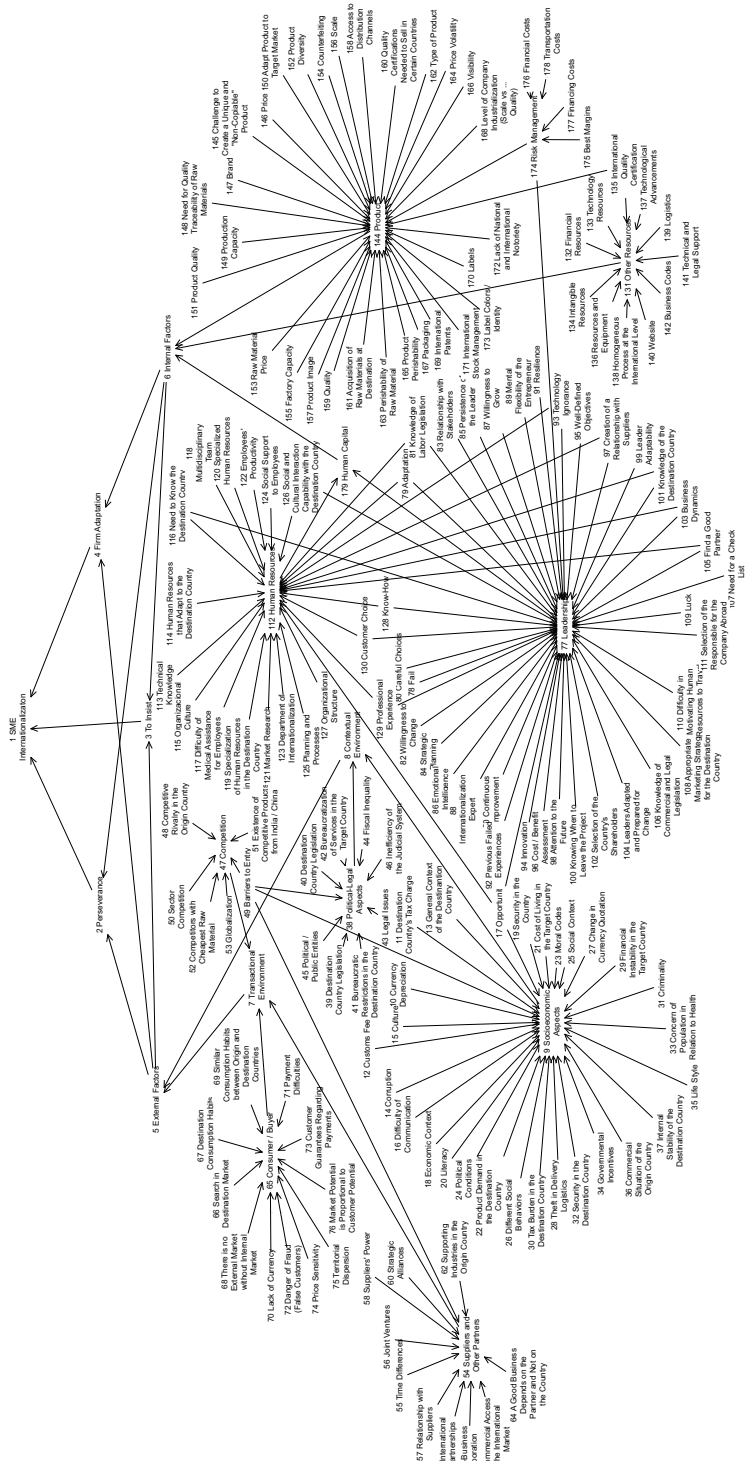 1 SME
Internationalization
2 Perseverance
3 To Insist
4 Firm Adaptation
5 External Factors
6 Internal Factors
7 Transactional
Environment
8 Contextual
Environment
9 Socioeconomic
Aspects
10 Currency
Depreciation
11 Destination
Country's Tax Charge
12 Customs Fee
13 General Context
of the Destinantion
Country
14 Corruption
15 Culture
16 Difficulty of
Communication
17 Opportunit
18 Economic Context
19 Security in the
Country
20 Literacy
21 Cost of Living in
the Target Country
22 Product Demand in
the Destination
Country
23 Moral Codes
24 Political
Conditions
25 Social Context
26 Different Social
Behaviors
27 Change in
Currency Quotation
28 Theft in Delivery
Logistics
29 Financial
Instability in the
Target Country
30 Tax Burden in the
Destination Country
31 Criminality
32 Security in the
Destination Country
33 Concern of
Population in
Relation to Health
34 Governmental
Incentives
35 Life Style
36 Commercial
Situation of the
Origin Country
37 Internal
Stability of the
Destination Country
38 Political-Legal
Aspects
39 Destination
Country Legislation
40 Destination
Country Legislation
41 Bureaucratic
Restrictions in the
Destination Country
42 Bureaucratization
of Services in the
Target Country
43 Legal Issues
44 Fiscal Inequality
45 Political /
Public Entities
46 Inefficiency of
the Judicial System
47 Competition
48 Competitive
Rivalry in the
Origin Country
49 Barriers to Entry
50 Sector
Competition
51 Existence of
Competitive Products
from India / China
52 Competitors with
Cheapest Raw
Material
53 Globalization
54 Suppliers and
Other Partners
55 Time Differences
56 Joint Ventures
57 Relationship with
Suppliers
58 Suppliers' Power
International
60 Strategic
Alliances
62 Supporting
Industries in the
Origin Country
64 A Good Business
Depends on the
Partner and Not on
the Country
65 Consumer / Buyer
66 Search in
Destination Market
67 Destination
Consumption Habits
68 There is no
External Market
without Internal
Market
69 Similar
Consumption Habits
between Origin and
Destination
Countries
70 Lack of Currency
71 Payment
Difficulties
72 Danger of Fraud
(False Customers)
73 Customer
Guarantees Regarding
Payments
74 Price Sensitivity
75 Territorial
Dispersion
76 Market Potential
is Proportional to
Customer Potential
77 Leadership
78 Fail
79 Adaptation
80 Careful Choices
81 Knowledge of
Labor Legislation
82 Willingness to
Change
83 Relationship with
Stakeholders
84 Strategic
Planning
85 Persistence
the Leader
86 Emotional
Intelligence
87 Willingness to
Grow
88
Internationalization
Expert
89 Mental
Flexibility of the
Entrepreneur
91 Resilience
Continuous
92 Previous Failed
Experiences
93 Technology
Ignorance
94 Innovation
95 Well-Defined
Objectives
96 Cost / Benefit
Assessment
97 Creation of a
Relationship with
Suppliers
98 Attention to the
Future
99 Leader
Adaptability
100 Knowing When to
Leave the Project
101 Knowledge of the
Destination Country
102 Selection of the
Country's
Shareholders
103 Business
Dynamics
104 Leaders Adapted
and Prepared for
Change
105 Find a Good
Partner
106 Knowledge of
Commercial and Legal
Legislation
107 Need for a Check
List
108 Appropriate
Marketing Strategy
for the Destination
Country
109 Luck
110 Difficulty in
Motivating Human
Resources to Travel
111 Selection of the
Responsible for the
Company Abroad
112 Human Resources
113 Technical
Knowledge
114 Human Resources
that Adapt to the
Destination Country
115 Organizacional
Culture
116 Need to Know the
Destination Country
117 Difficulty of
Medical Assistance
for Employees
118
Multidisciplinary
Team
119 Specialization
of Human Resources
in the Destination
Country
120 Specialized
Human Resources
121 Market Research
122 Employees'
Productivity
123 Department of
Internationalization
124 Social Support
to Employees
125 Planning and
Processes
126 Social and
Cultural Interaction
Capability with the
Destination Country
127 Organizational
Structure
128 Know-How
129 Professional
Experience
130 Customer Choice
131 Other Resources
132 Financial
Resources
133 Technology
Resources
134 Intangible
Resources
135 International
Quality
Certification
136 Resources and
Equipment
137 Technological
Advancements
138 Homogeneous
Process at the
International Level
139 Logistics
140 Website
141 Technical and
Legal Support
142 Business Codes
144 Product
145 Challenge to
Create a Unique and
"Non-Copiable"
Product
146 Price
147 Brand
148 Need for Quality
Traceability of Raw
Materials
149 Production
Capacity
150 Adapt Product to
Target Market
151 Product Quality
152 Product
Diversity
153 Raw Material
Price
154 Counterfeiting
155 Factory Capacity
156 Scale
157 Product Image
158 Access to
Distribution
Channels
159 Quality
160 Quality
Certifications
Needed to Sell in
Certain Countries
161 Acquisition of
Raw Materials at
Destination
162 Type of Product
163 Perishability of
Raw Material
164 Price Volatility
165 Product
Perishability
166 Visibility
167 Packaging
168 Level of Company
Industrialization
(Scale vs ...
Quality)
169 International
Patents
170 Labels
171 International
Stock Management
172 Lack of National
and International
Notoriety
173 Label Colors/
Identity
174 Risk Management
175 Best Margins
176 Financial Costs
177 Financing Costs
178 Transportation
Costs
179 Human Capital